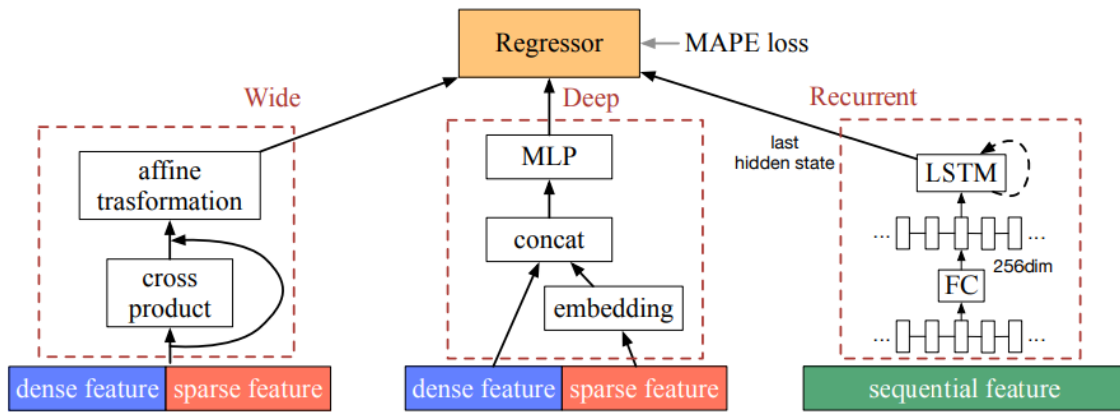 Regressor
MAPE loss
Wide
Deep
Recurrent
affine
trasformation
cross
product
dense feature
sparse feature
MLP
concat
embedding
dense feature
sparse feature
last
hidden state
LSTM
...
...
256dim
FC
...
...
sequential feature